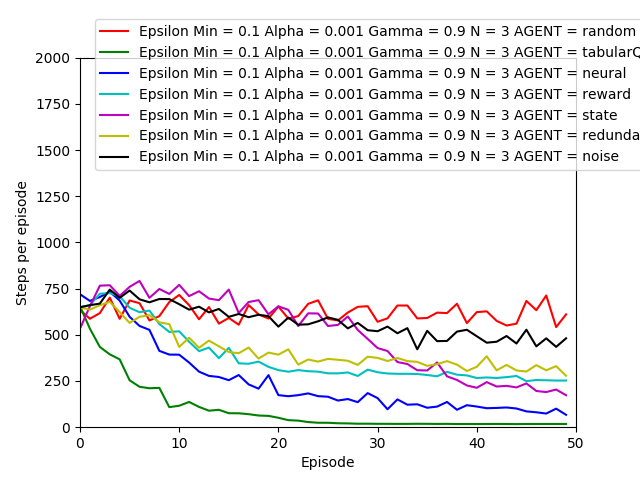 Epsilon Min = 0.1 Alpha = 0.001 Gamma = 0.9 N = 3 AGENT = random
Epsilon Min = 0.1 Alpha = 0.001 Gamma = 0.9 N = 3 AGENT = tabularQ
Epsilon Min = 0.1 Alpha = 0.001 Gamma = 0.9 N = 3 AGENT = neural
Epsilon Min = 0.1 Alpha = 0.001 Gamma = 0.9 N = 3 AGENT = reward
Epsilon Min = 0.1 Alpha = 0.001 Gamma = 0.9 N = 3 AGENT = state
Epsilon Min = 0.1 Alpha = 0.001 Gamma = 0.9 N = 3 AGENT = redunda
Epsilon Min = 0.1 Alpha = 0.001 Gamma = 0.9 N = 3 AGENT = noise
2000
1750
1500
1250
1000
750
500
250
0
Steps per episode
0 10 20 30 40 50
Episode